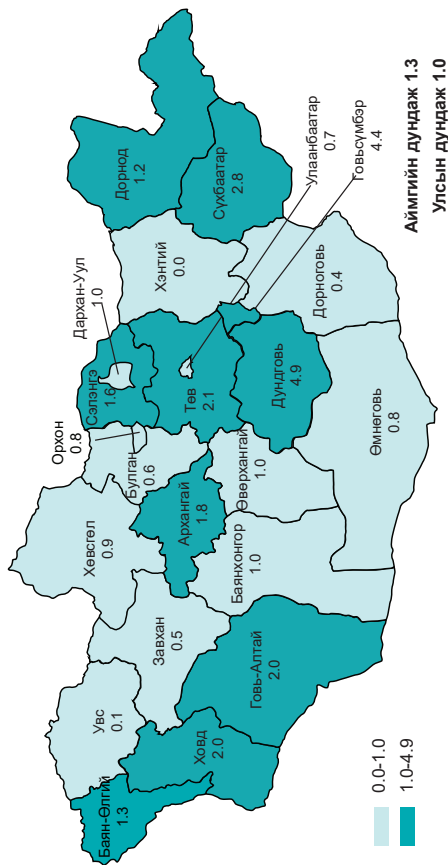 Баян-Өлгий
1.3
Увс
0.1
Ховд
2.0
Завхан
0.5
Говь-Алтай
2.0
Хөвсгөл
0.9
Архангай
1.8
Баянхонгор
1.0
Орхон
0.8
Булган
0.6
Өвөрхангай
1.0
Дархан-Уул
1.0
Сэлэнгэ
1.6
Төв
2.1
Дундговь
4.9
Өмнөговь
0.8
Хэнтий
0.0
Дорноговь
0.4
Дорнод
1.2
Сүхбаатар
2.8
Улаанбаатар
0.7
Говьсүмбэр
4.4
0.0-1.0
1.0-4.9
Аймгийн дундаж 1.3
Улсын дундаж 1.0